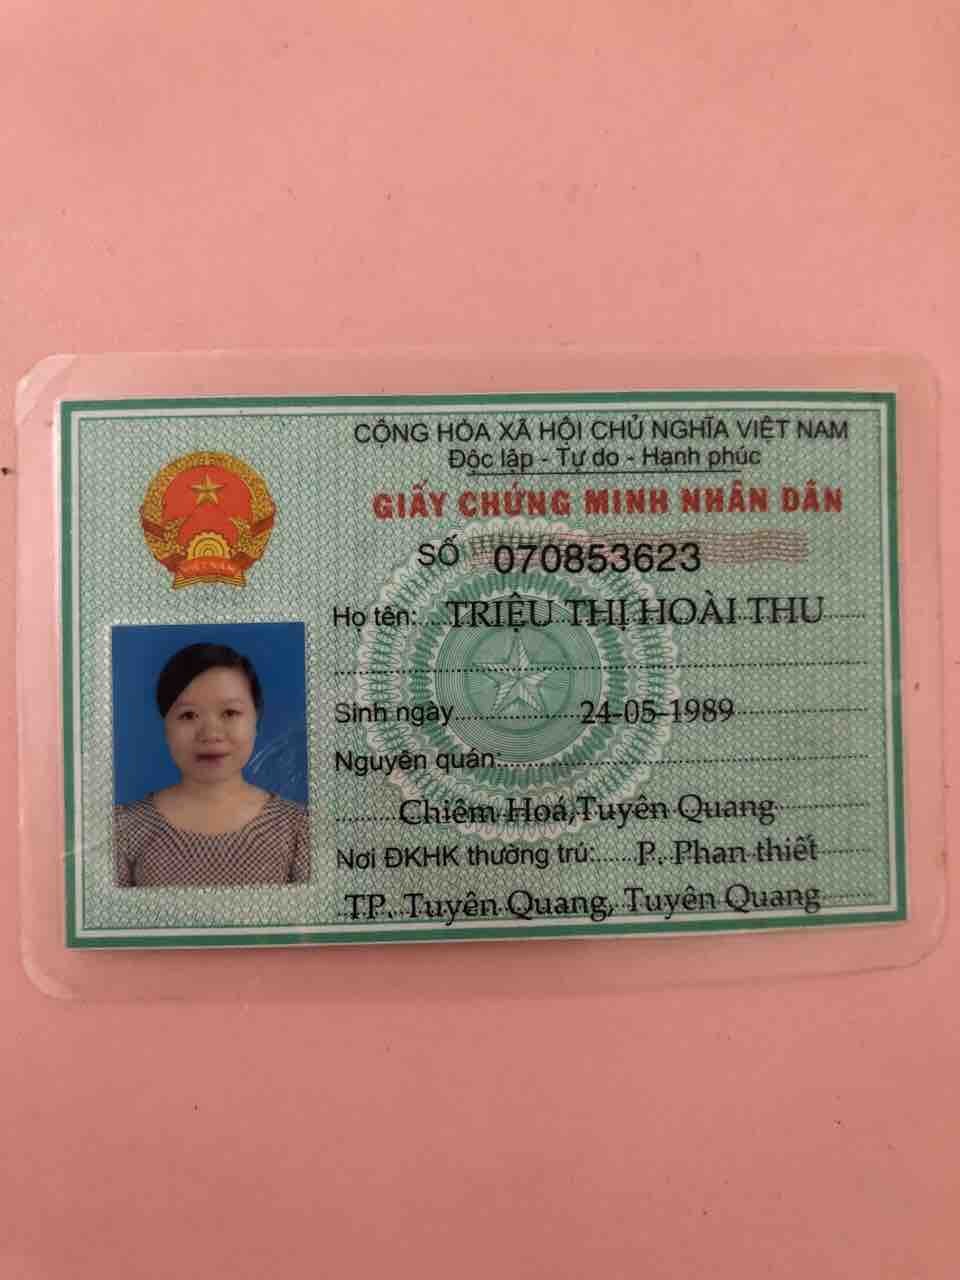 CỘNG HÒA XÃ HỘI CHỦ NGHĨA VIỆT NAM
Độc lập - Tự do - Hạnh phúc
GIẤY CHỨNG MINH NHÂN DÂN
SỐ 070853623
Họ tên: TRIỆU THỊ HOÀI THU
Sinh ngày 24-05-1989
Nguyên quán:
Chiêm Hoá,Tuyên Quang
Nơi ĐKHK thường trú: P. Phan thiết
TP. Tuyên Quang, Tuyên Quang
VIỆT NAM